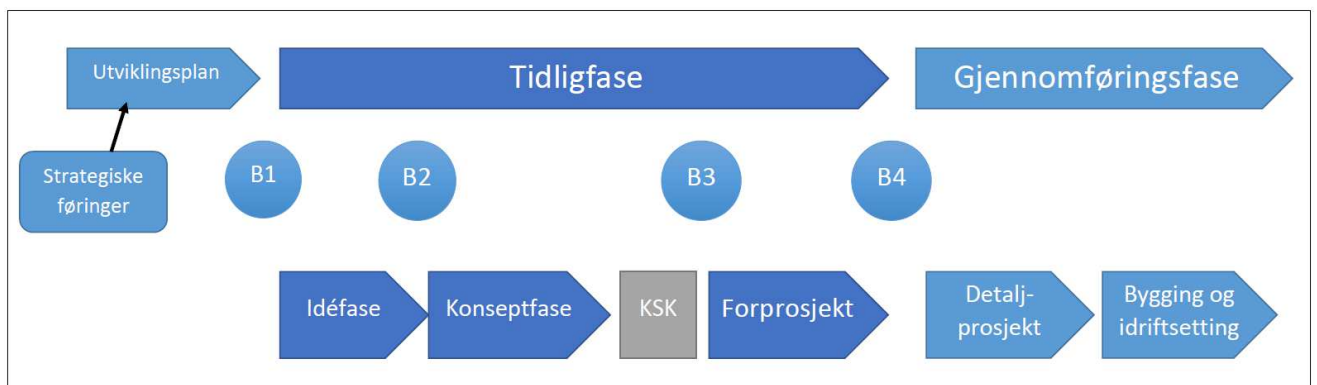 Utviklingsplan
Tidligfase
Gjennomføringsfase
Strategiske
føringer
B1
B2
B3
B4
Idéfase
Konseptfase
KSK
Forprosjekt
Detalj-
prosjekt
Bygging og
idriftsetting